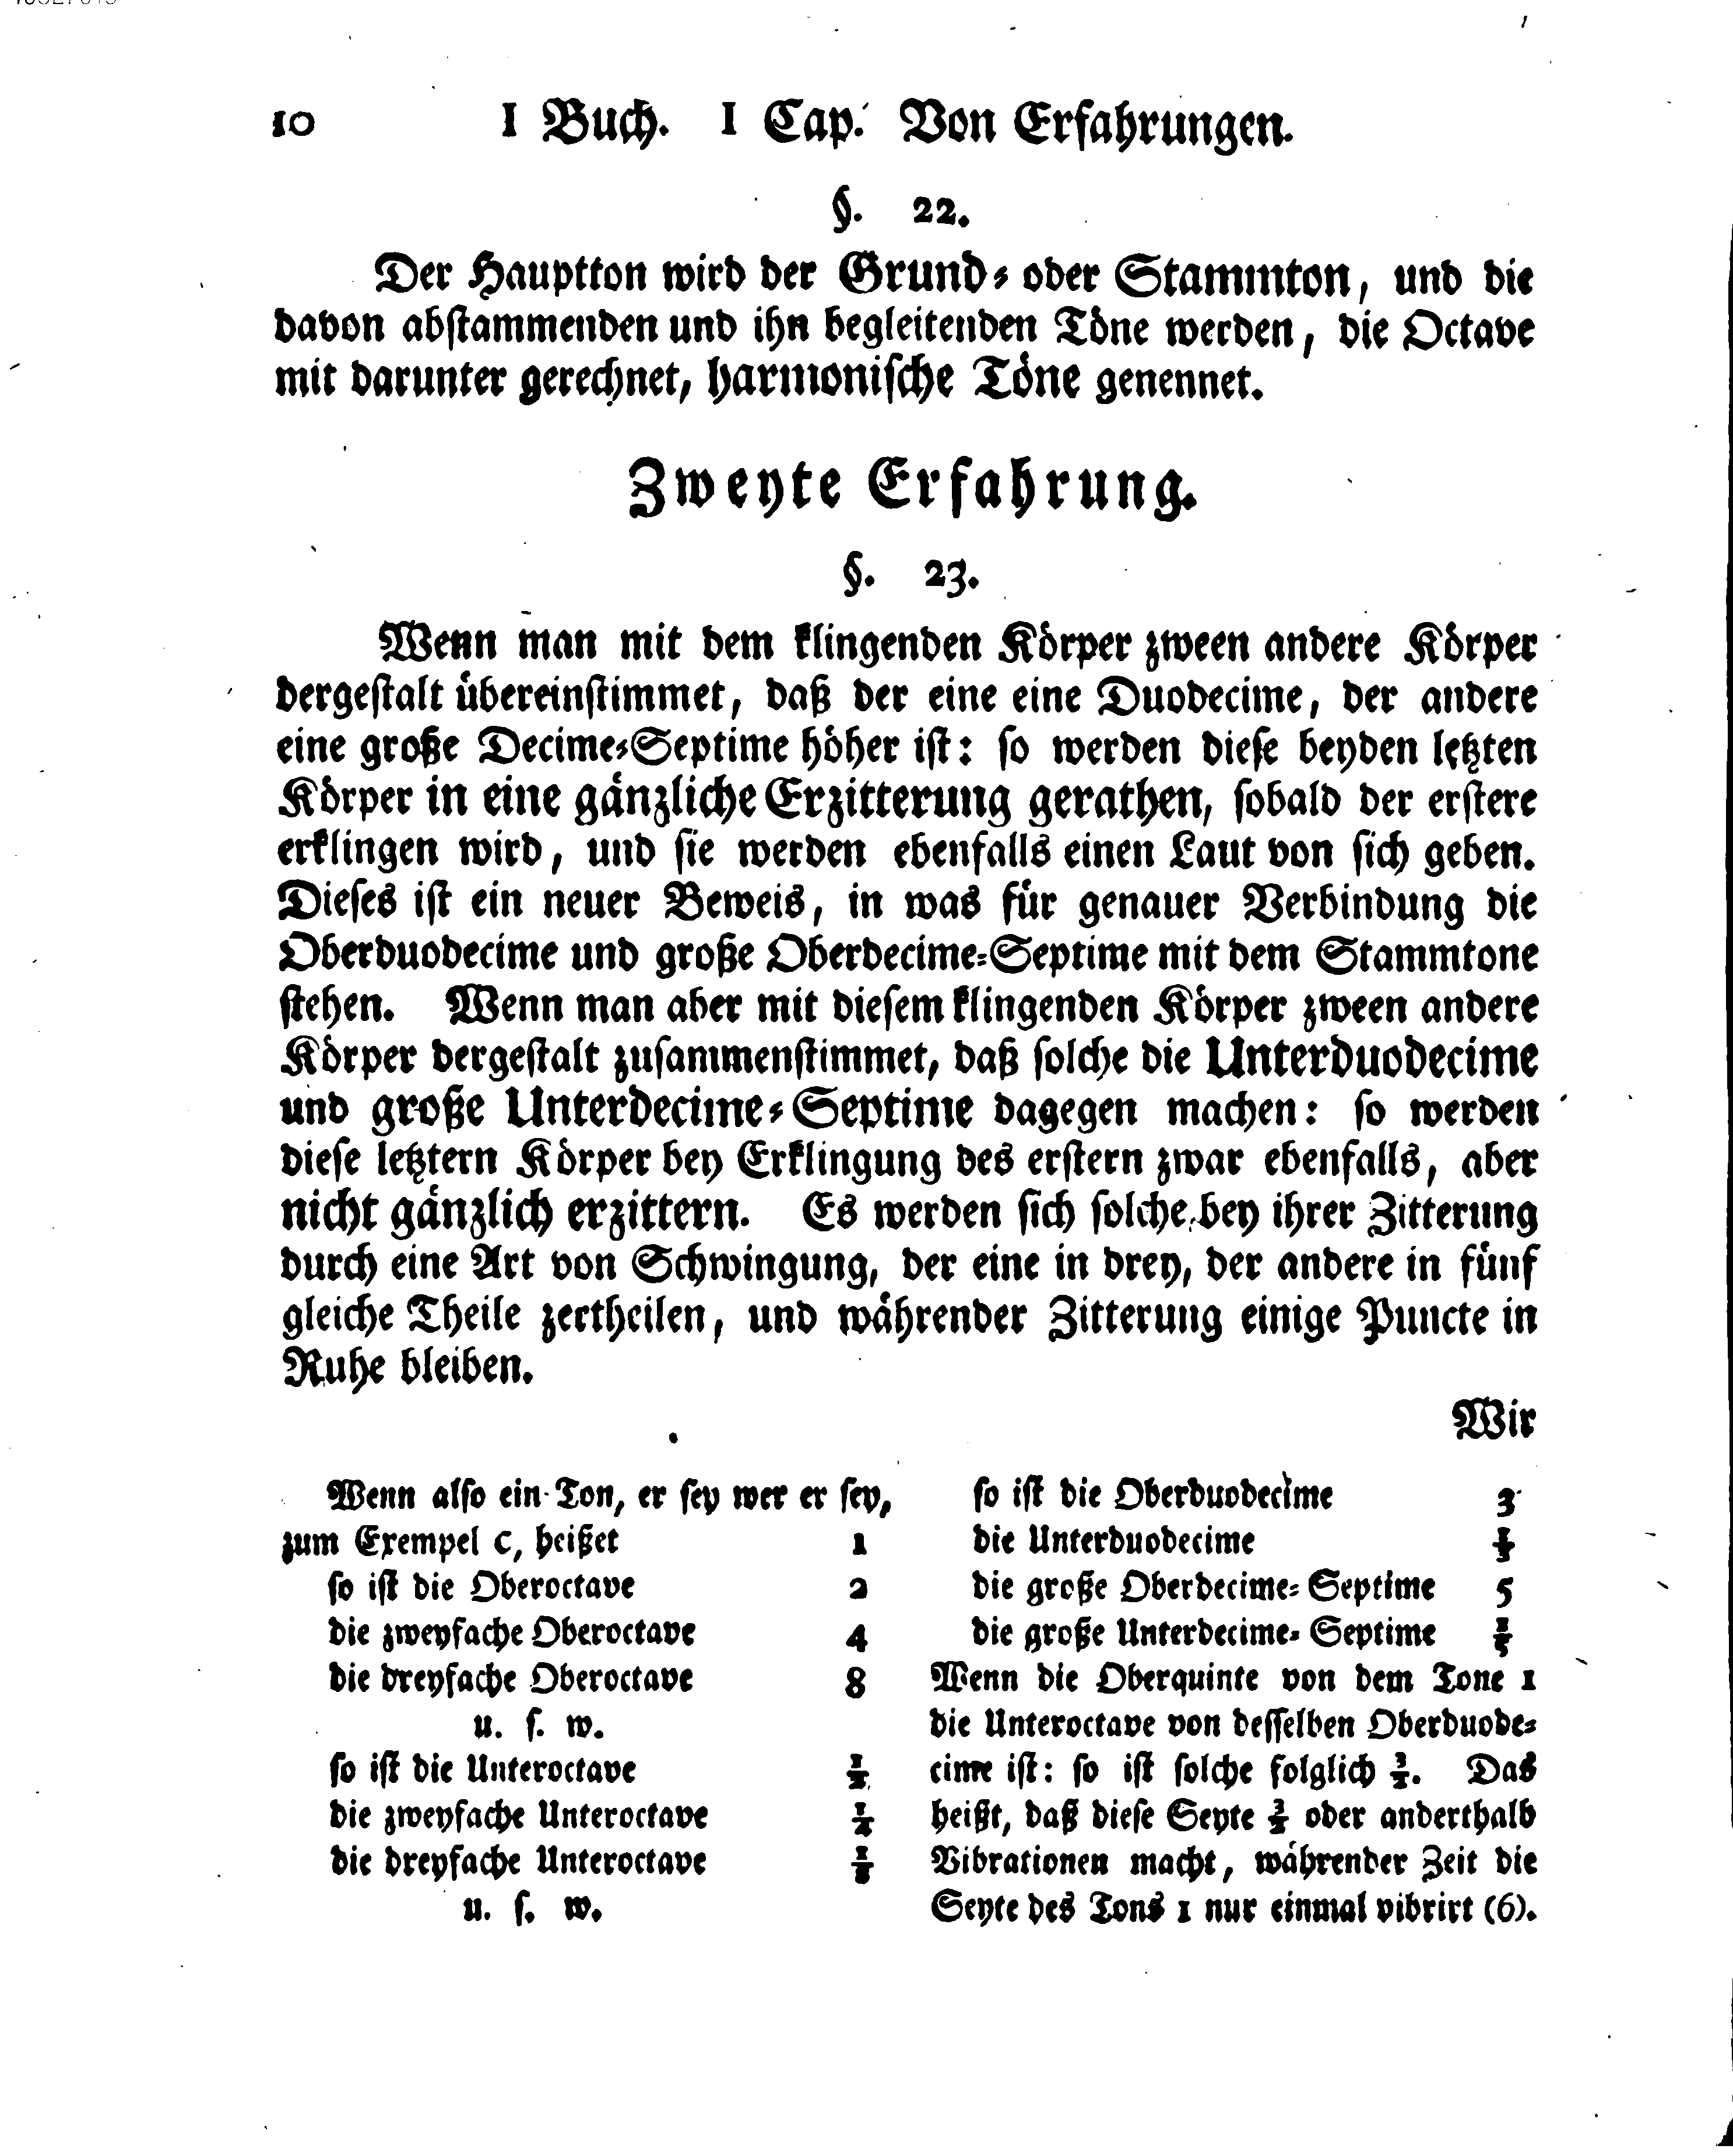 10 I Buch. I Cap. Von Erfahrungen.
§. 22.
Der Hauptton wird der Grund- oder Stammton, und die
davon abstammenden und ihn begleitenden Töne werden, die Octave
mit darunter gerechnet, harmonische Töne genennet.
Zweyte Erfahrung.
§. 23.
Wenn man mit dem klingenden Körper zween andere Körper
dergestalt übereinstimmet, daß der eine eine Duodecime, der andere
eine große Decime-Septime höher ist: so werden diese beyden letzten
Körper in eine gänzliche Erzitterung gerathen, sobald der erstere
erklingen wird, und sie werden ebenfalls einen Laut von sich geben.
Dieses ist ein neuer Beweis, in was für genauer Verbindung die
Oberduodecime und große Oberdecime-Septime mit dem Stammtone
stehen. Wenn man aber mit diesem klingenden Körper zween andere
Körper dergestalt zusammenstimmet, daß solche die Unterduodecime
und große Unterdecime-Septime dagegen machen: so werden
diese letztern Körper bey Erklingung des erstern zwar ebenfalls, aber
nicht gänzlich erzittern. Es werden sich solche bey ihrer Zitterung
durch eine Art von Schwingung, der eine in drey, der andere in fünf
gleiche Theile zertheilen, und währender Zitterung einige Puncte in
Ruhe bleiben.
Wir
Wenn also ein Ton, er sey wer er sey,
zum Exempel C, heißet 1
so ist die Oberoctave 2
die zweyfache Oberoctave 4
die dreyfache Oberoctave 8
u. s. w.
so ist die Unteroctave 1/2
die zweyfache Unteroctave 1/4
die dreyfache Unteroctave 1/8
u. s. w.
so ist die Oberduodecime 3
die Unterduodecime 1/3
die große Oberdecime-Septime 5
die große Unterdecime-Septime 1/5
Wenn die Oberquinte von dem Tone 1
die Unteroctave von desselben Oberduode-
cime ist: so ist solche folglich 3/2. Das
heißt, daß diese Seyte 3/2 oder anderthalb
Vibrationen macht, währender Zeit die
Seyte des Tons 1 nur einmal vibrirt (6).